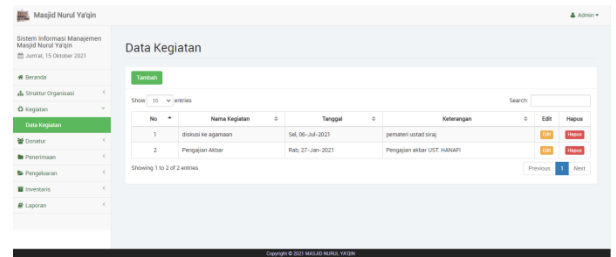 Masjid Nurul Ya'qin
Admin
Sistem Informasi Manajemen
Masjid Nurul Ya'qin
Jum'at, 15 Oktober 2021
Data Kegiatan
Beranda
Struktur Organisasi
Kegiatan
Data Kegiatan
Donatur
Penerimaan
Pengeluaran
Inventaris
Laporan
Tambah
Show 10 entries
Search:
No Nama Kegiatan Tanggal Keterangan Edit Hapus
1 diskusi ke agamaan Sel, 06-Jul-2021 pemateri ustad siraj Edit Hapus
2 Pengajian Akbar Rab, 27-Jan-2021 Pengajian akbar UST. HANAFI Edit Hapus
Showing 1 to 2 of 2 entries
Previous 1 Next
Copyright © 2021 MASJID NURUL YA'QIN